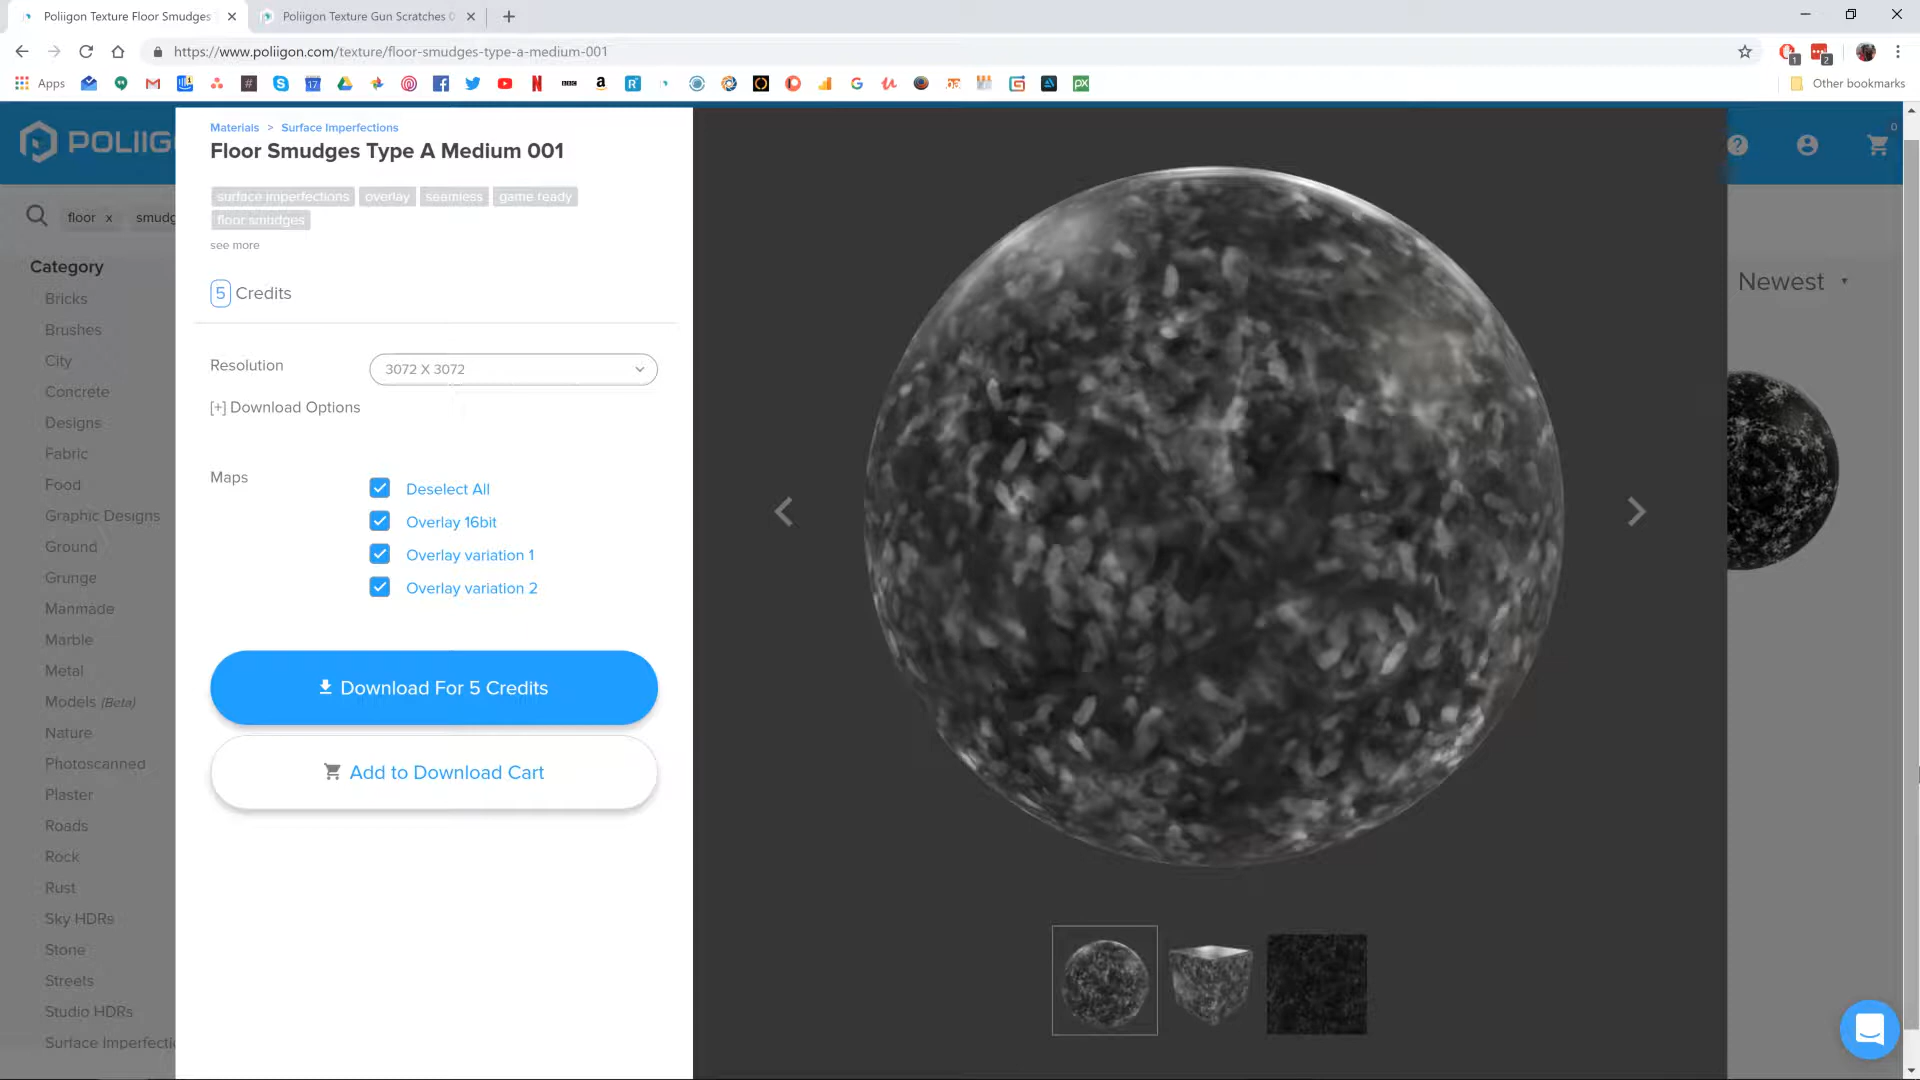 Poliigon Texture Floor Smudges
Poliigon Texture Gun Scratches
https://www.poliigon.com/texture/floor-smudges-type-a-medium-001
Apps
Other bookmarks
POLIIG
0
floor x
smudg
Category
Bricks
Brushes
City
Concrete
Designs
Fabric
Food
Graphic Designs
Ground
Grunge
Manmade
Marble
Metal
Models (Beta)
Nature
Photoscanned
Plaster
Roads
Rock
Rust
Sky HDRs
Stone
Streets
Studio HDRs
Surface Imperfecti
Materials > Surface Imperfections
Floor Smudges Type A Medium 001
surface imperfections overlay seamless game ready
floor smudges
see more
5 Credits
Resolution
3072 X 3072
[+] Download Options
Maps
Deselect All
Overlay 16bit
Overlay variation 1
Overlay variation 2
Download For 5 Credits
Add to Download Cart
Newest